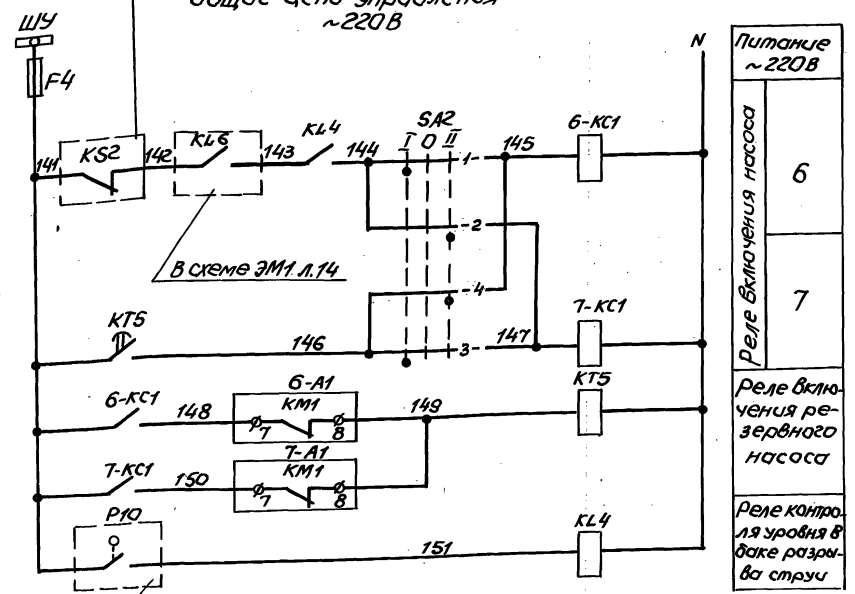 общие цепи управления
~220В
ШУ
F4
N
Питание
~220В
141
KS2
142
KL6
143
KL4
144
SA2
I 0 II
1
145
6-KC1
2
4
В схеме ЭМ1.л.14
KT5
146
3
147
7-KC1
Реле включения насоса
6
7
6-KC1
148
6-A1
KM1
7
8
149
KT5
Реле вклю-
чения ре-
зервного
насоса
7-KC1
150
7-A1
KM1
7
8
P10
151
KL4
Реле контро-
ля уровня в
баке разры-
ва струи